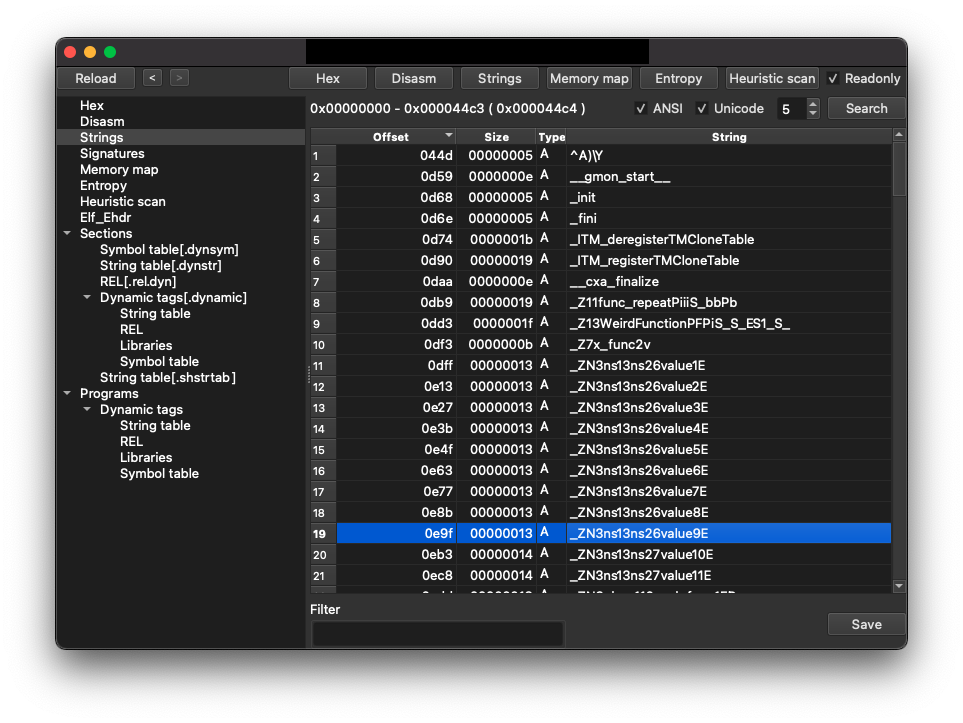 Reload < > Hex Disasm Strings Memory map Entropy Heuristic scan Readonly
Hex
Disasm
Strings
Signatures
Memory map
Entropy
Heuristic scan
Elf_Ehdr
Sections
Symbol table[.dynsym]
String table[.dynstr]
REL[.rel.dyn]
Dynamic tags[.dynamic]
String table
REL
Libraries
Symbol table
String table[.shstrtab]
Programs
Dynamic tags
String table
REL
Libraries
Symbol table
0x00000000 - 0x000044c3 ( 0x000044c4 ) ANSI Unicode 5 Search
Offset Size Type String
1 044d 00000005 A ^A)\Y
2 0d59 0000000e A __gmon_start__
3 0d68 00000005 A _init
4 0d6e 00000005 A _fini
5 0d74 0000001b A _ITM_deregisterTMCloneTable
6 0d90 00000019 A _ITM_registerTMCloneTable
7 0daa 0000000e A __cxa_finalize
8 0db9 00000019 A _Z11func_repeatPiiiS_bbPb
9 0dd3 0000001f A _Z13WeirdFunctionPFPiS_S_ES1_S_
10 0df3 0000000b A _Z7x_func2v
11 0dff 00000013 A _ZN3ns13ns26value1E
12 0e13 00000013 A _ZN3ns13ns26value2E
13 0e27 00000013 A _ZN3ns13ns26value3E
14 0e3b 00000013 A _ZN3ns13ns26value4E
15 0e4f 00000013 A _ZN3ns13ns26value5E
16 0e63 00000013 A _ZN3ns13ns26value6E
17 0e77 00000013 A _ZN3ns13ns26value7E
18 0e8b 00000013 A _ZN3ns13ns26value8E
19 0e9f 00000013 A _ZN3ns13ns26value9E
20 0eb3 00000014 A _ZN3ns13ns27value10E
21 0ec8 00000014 A _ZN3ns13ns27value11E
Filter
Save